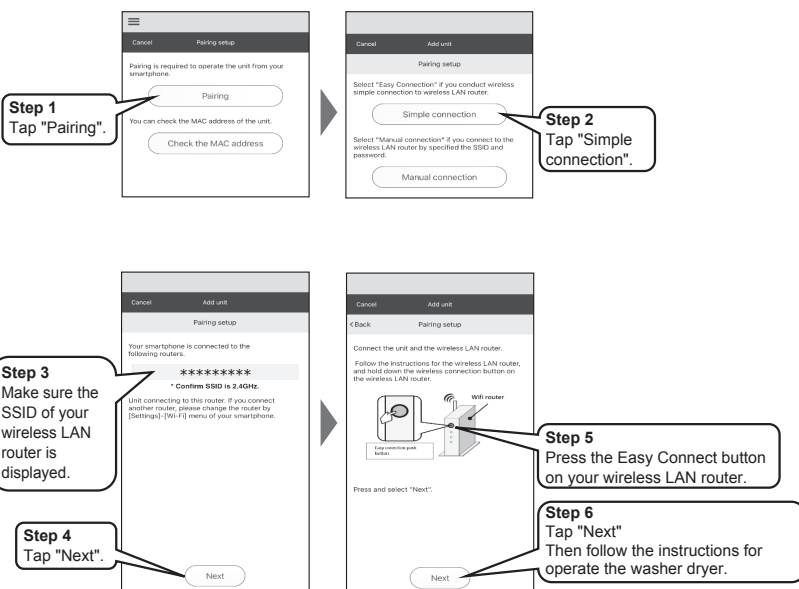 Cancel Pairing setup
Pairing is required to operate the unit from your
smartphone.
Pairing
You can check the MAC address of the unit.
Check the MAC address
Step 1
Tap "Pairing".
Cancel Add unit
Pairing setup
Select "Easy Connection" if you conduct wireless
simple connection to wireless LAN router.
Simple connection
Select "Manual connection" if you connect to the
wireless LAN router by specified the SSID and
password.
Manual connection
Step 2
Tap "Simple
connection".
Cancel Add unit
Pairing setup
Your smartphone is connected to the
following routers.
*********
* Confirm SSID is 2.4GHz.
Unit connecting to this router. If you connect
another router, please change the router by
[Settings]-[Wi-Fi] menu of your smartphone.
Next
Step 3
Make sure the
SSID of your
wireless LAN
router is
displayed.
Step 4
Tap "Next".
Cancel Add unit
<Back Pairing setup
Connect the unit and the wireless LAN router.
Follow the instructions for the wireless LAN router,
and hold down the wireless connection button on
the wireless LAN router.
Wifi router
Easy connection push
button
Press and select "Next".
Next
Step 5
Press the Easy Connect button
on your wireless LAN router.
Step 6
Tap "Next"
Then follow the instructions for
operate the washer dryer.